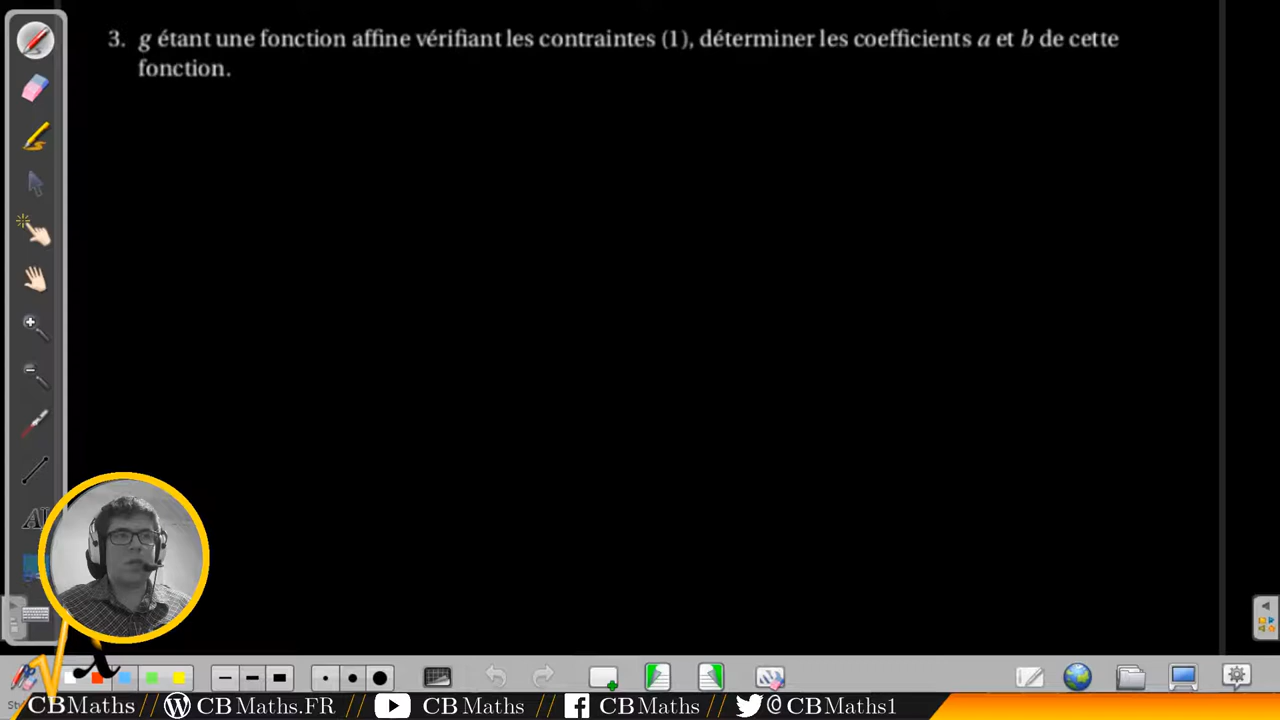 3. g étant une fonction affine vérifiant les contraintes (1), déterminer les coefficients a et b de cette
fonction.
CBMaths // CBMaths.FR // CBMaths // CBMaths // @CBMaths1